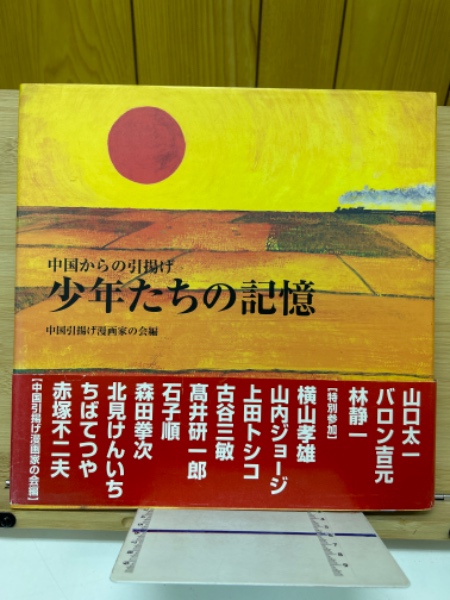 中国からの引揚げ
少年たちの記憶
中国引揚げ漫画家の会編
山口太一
バロン吉元
林静一
【特別参加】
横山孝雄
山内ジョージ
上田トシコ
古谷三敏
高井研一郎
石子順
森田拳次
北見けんいち
ちばてつや
赤塚不二夫
【中国引揚げ漫画家の会編】